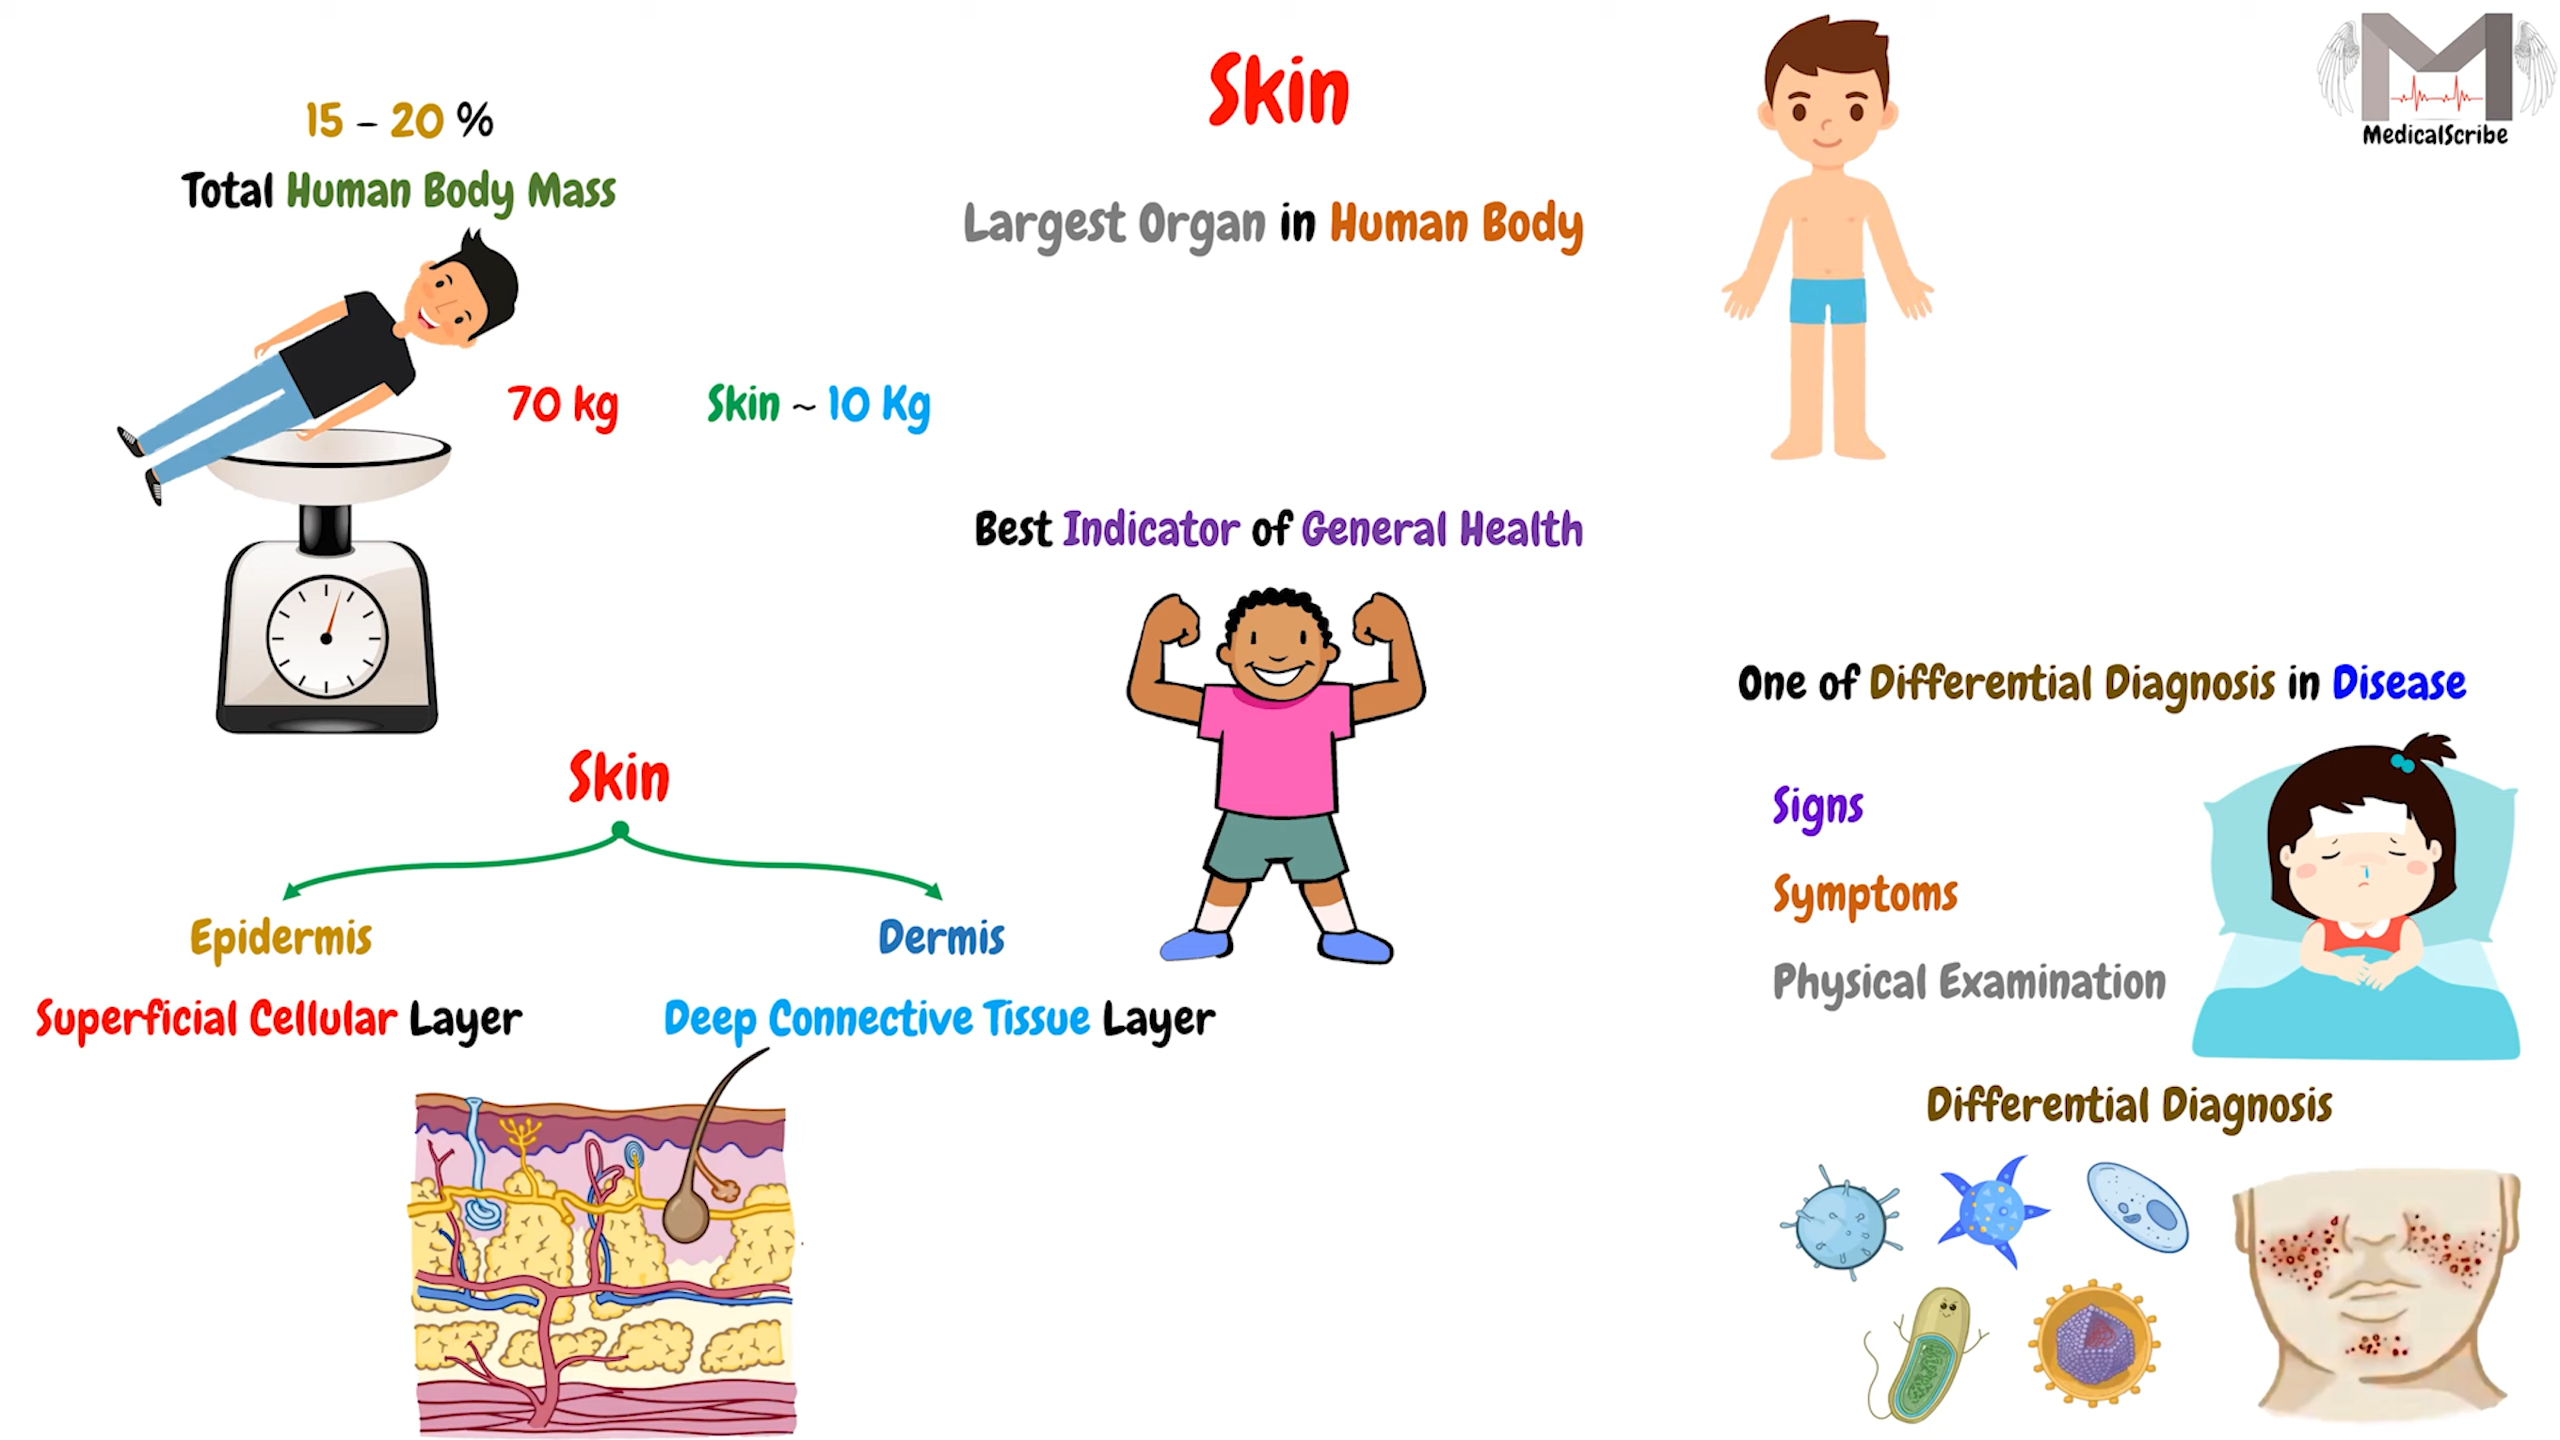 Skin
Largest Organ in Human Body
MedicalScribe
15 – 20 %
Total Human Body Mass
70 kg
Skin ~ 10 Kg
Best Indicator of General Health
One of Differential Diagnosis in Disease
Signs
Symptoms
Physical Examination
Differential Diagnosis
Skin
Epidermis
Superficial Cellular Layer
Dermis
Deep Connective Tissue Layer